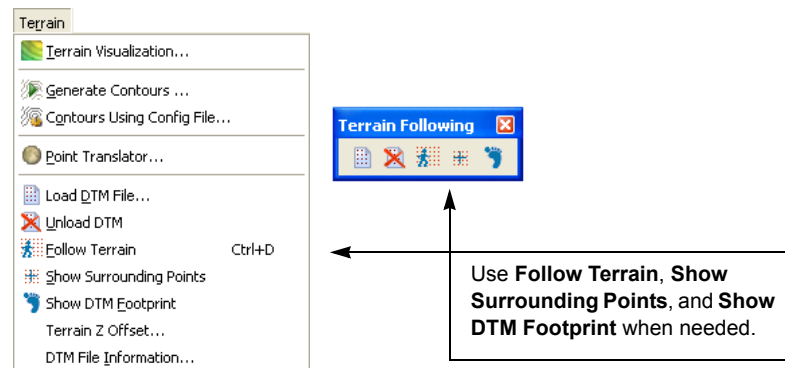 Terrain
Terrain Visualization...
Generate Contours ...
Contours Using Config File...
Point Translator...
Load DTM File...
Unload DTM
Follow Terrain Ctrl+D
Show Surrounding Points
Show DTM Footprint
Terrain Z Offset...
DTM File Information...
Terrain Following
Use Follow Terrain, Show
Surrounding Points, and Show
DTM Footprint when needed.